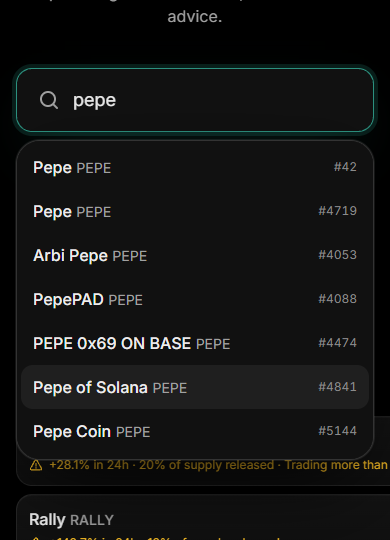 advice.
pepe
Pepe PEPE #42
Pepe PEPE #4719
Arbi Pepe PEPE #4053
PepePAD PEPE #4088
PEPE 0x69 ON BASE PEPE #4474
Pepe of Solana PEPE #4841
Pepe Coin PEPE #5144
+28.1% in 24h · 20% of supply released · Trading more than
Rally RALLY